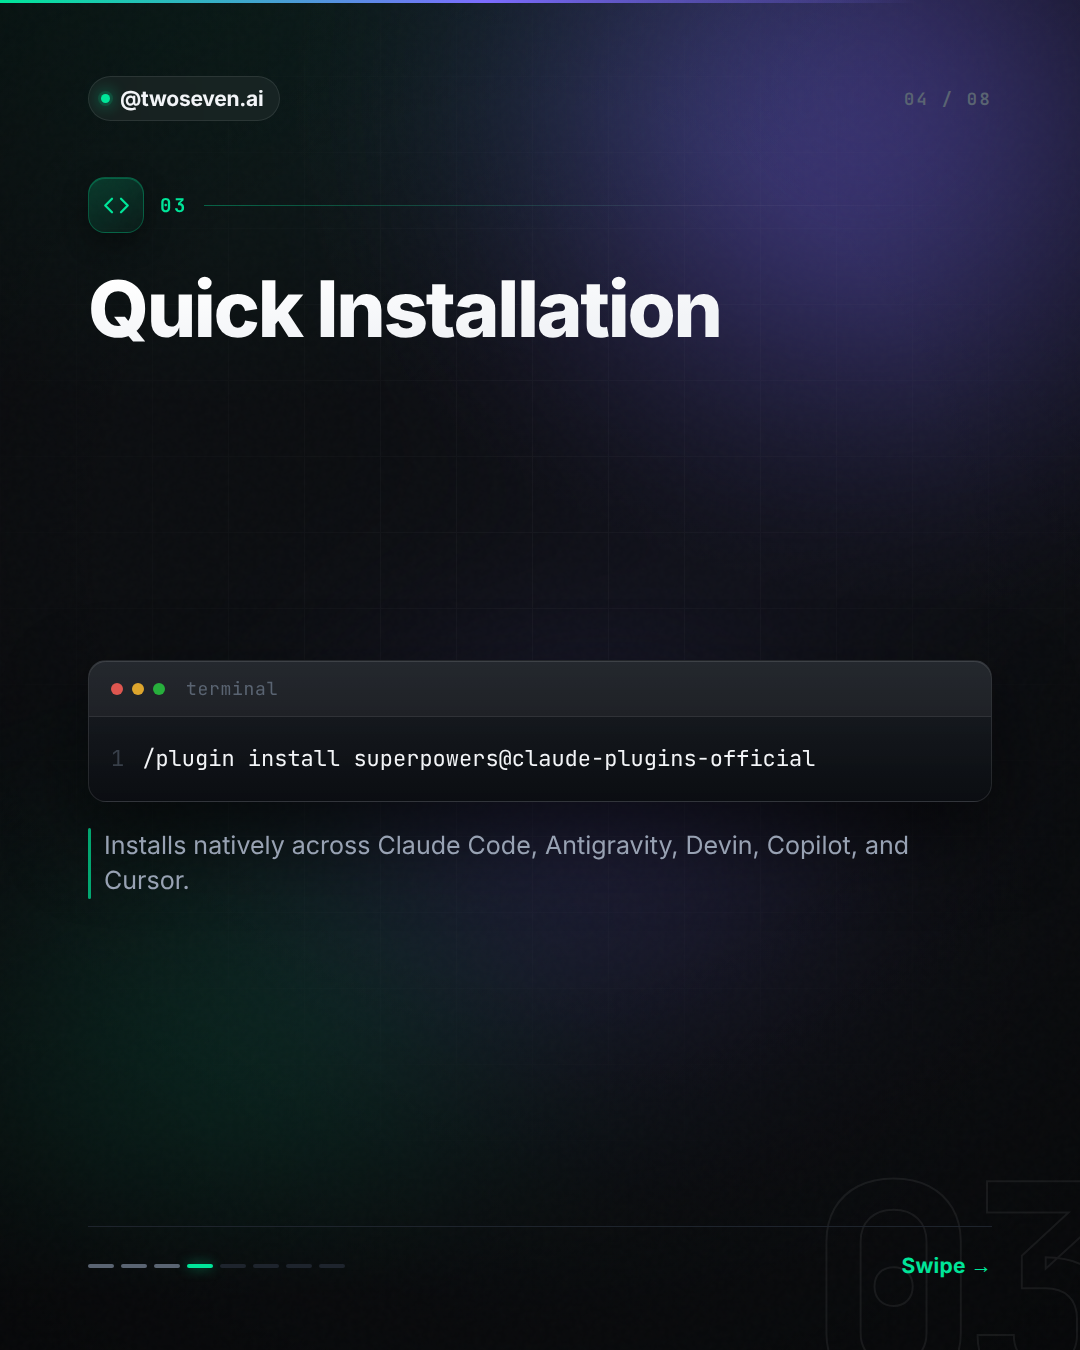 @twoseven.ai
04 / 08
03
Quick Installation
terminal
1 /plugin install superpowers@claude-plugins-official
Installs natively across Claude Code, Antigravity, Devin, Copilot, and
Cursor.
Swipe →
03